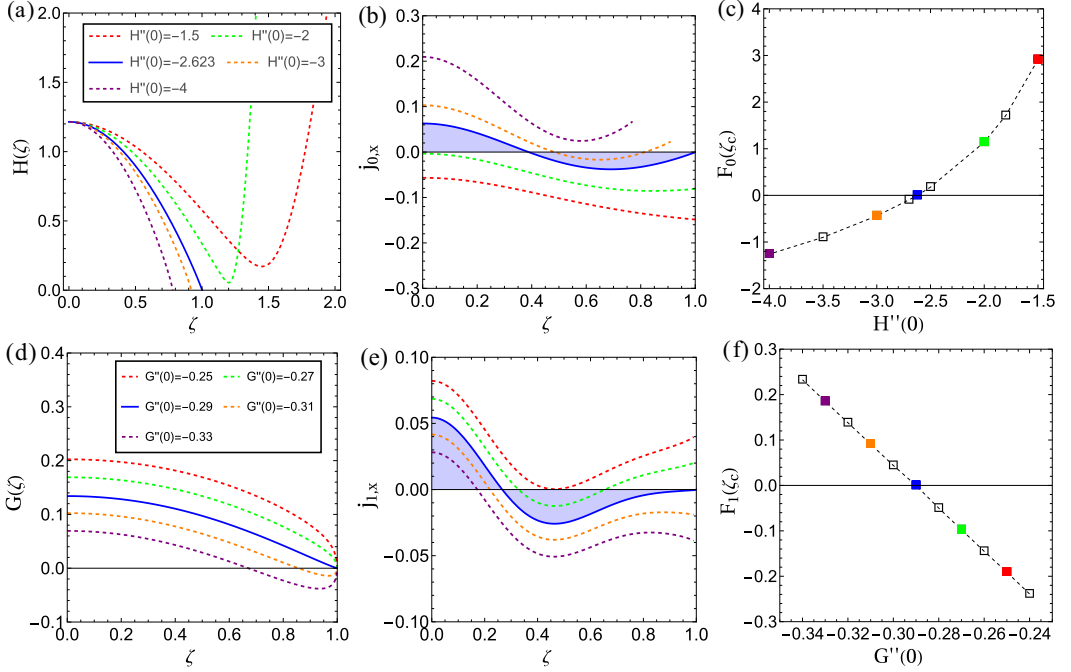 (a)
2.0
1.5
1.0
0.5
0.0
H(ζ)
H''(0)=−1.5
H''(0)=−2
H''(0)=−2.623
H''(0)=−3
H''(0)=−4
0.0 0.5 1.0 1.5 2.0
ζ
(b)
0.3
0.2
0.1
0.0
−0.1
−0.2
−0.3
j0,x
0.0 0.2 0.4 0.6 0.8 1.0
ζ
(c)
4
3
2
1
0
−1
−2
F0(ζc)
−4.0 −3.5 −3.0 −2.5 −2.0 −1.5
H''(0)
(d)
0.4
0.3
0.2
0.1
0.0
−0.1
G(ζ)
G''(0)=−0.25
G''(0)=−0.27
G''(0)=−0.29
G''(0)=−0.31
G''(0)=−0.33
0.0 0.2 0.4 0.6 0.8 1.0
ζ
(e)
0.10
0.05
0.00
−0.05
−0.10
j1,x
0.0 0.2 0.4 0.6 0.8 1.0
ζ
(f)
0.3
0.2
0.1
0.0
−0.1
−0.2
−0.3
F1(ζc)
−0.34 −0.32 −0.30 −0.28 −0.26 −0.24
G''(0)